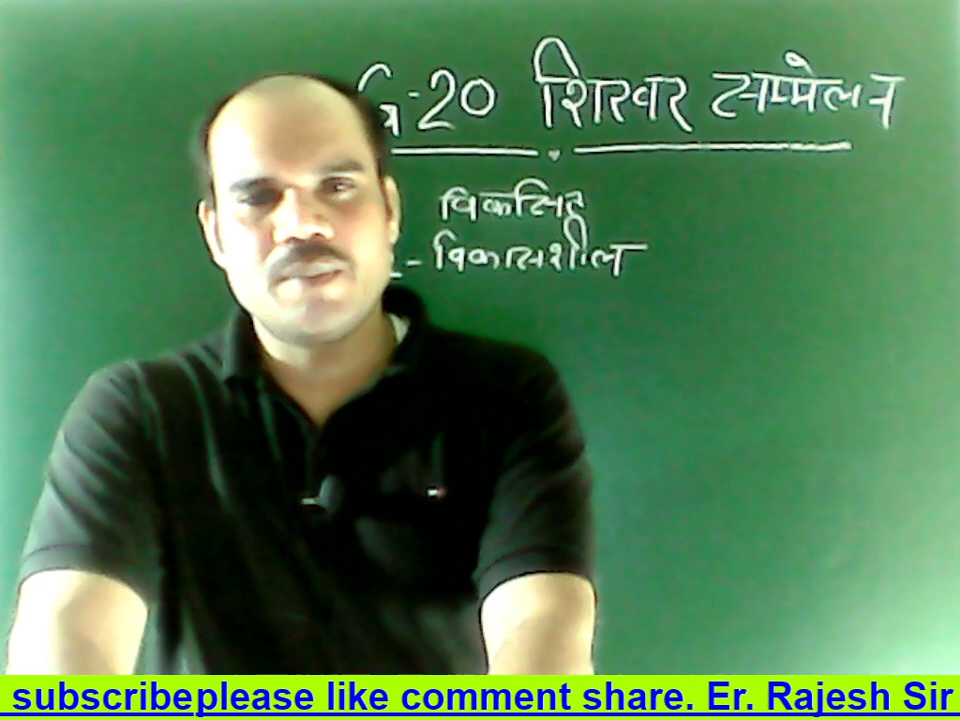 G-20 शिखर सम्मेलन
विकसित
- विकासशील
subscribeplease like comment share. Er. Rajesh Sir